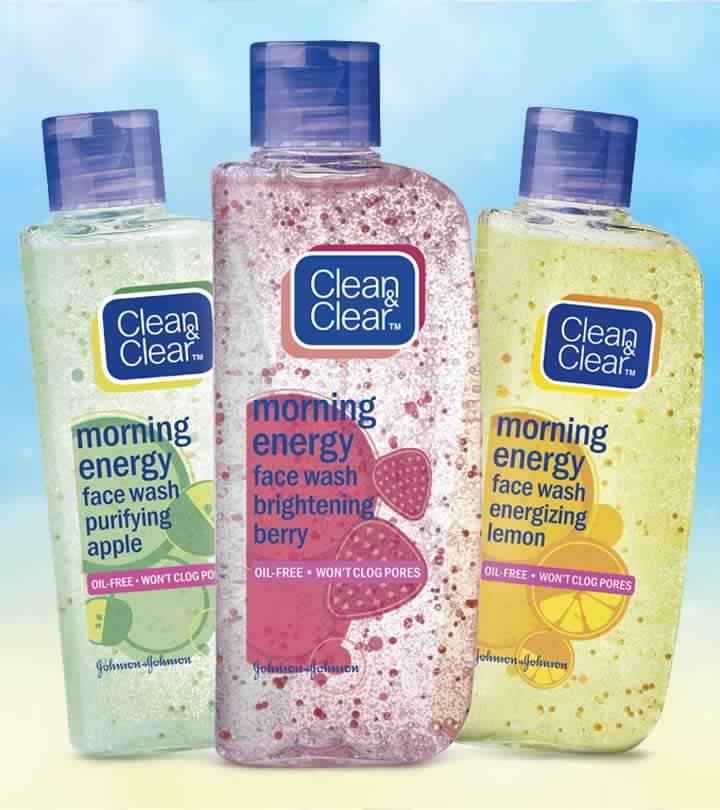 Clean
&
Clear™
morning
energy
face wash
purifying
apple
OIL-FREE • WON'T CLOG PO
Johnson & Johnson
Clean
&
Clear™
morning
energy
face wash
brightening
berry
OIL-FREE • WON'T CLOG PORES
Johnson & Johnson
Clean
&
Clear™
morning
energy
face wash
energizing
lemon
OIL-FREE • WON'T CLOG PORES
Johnson & Johnson